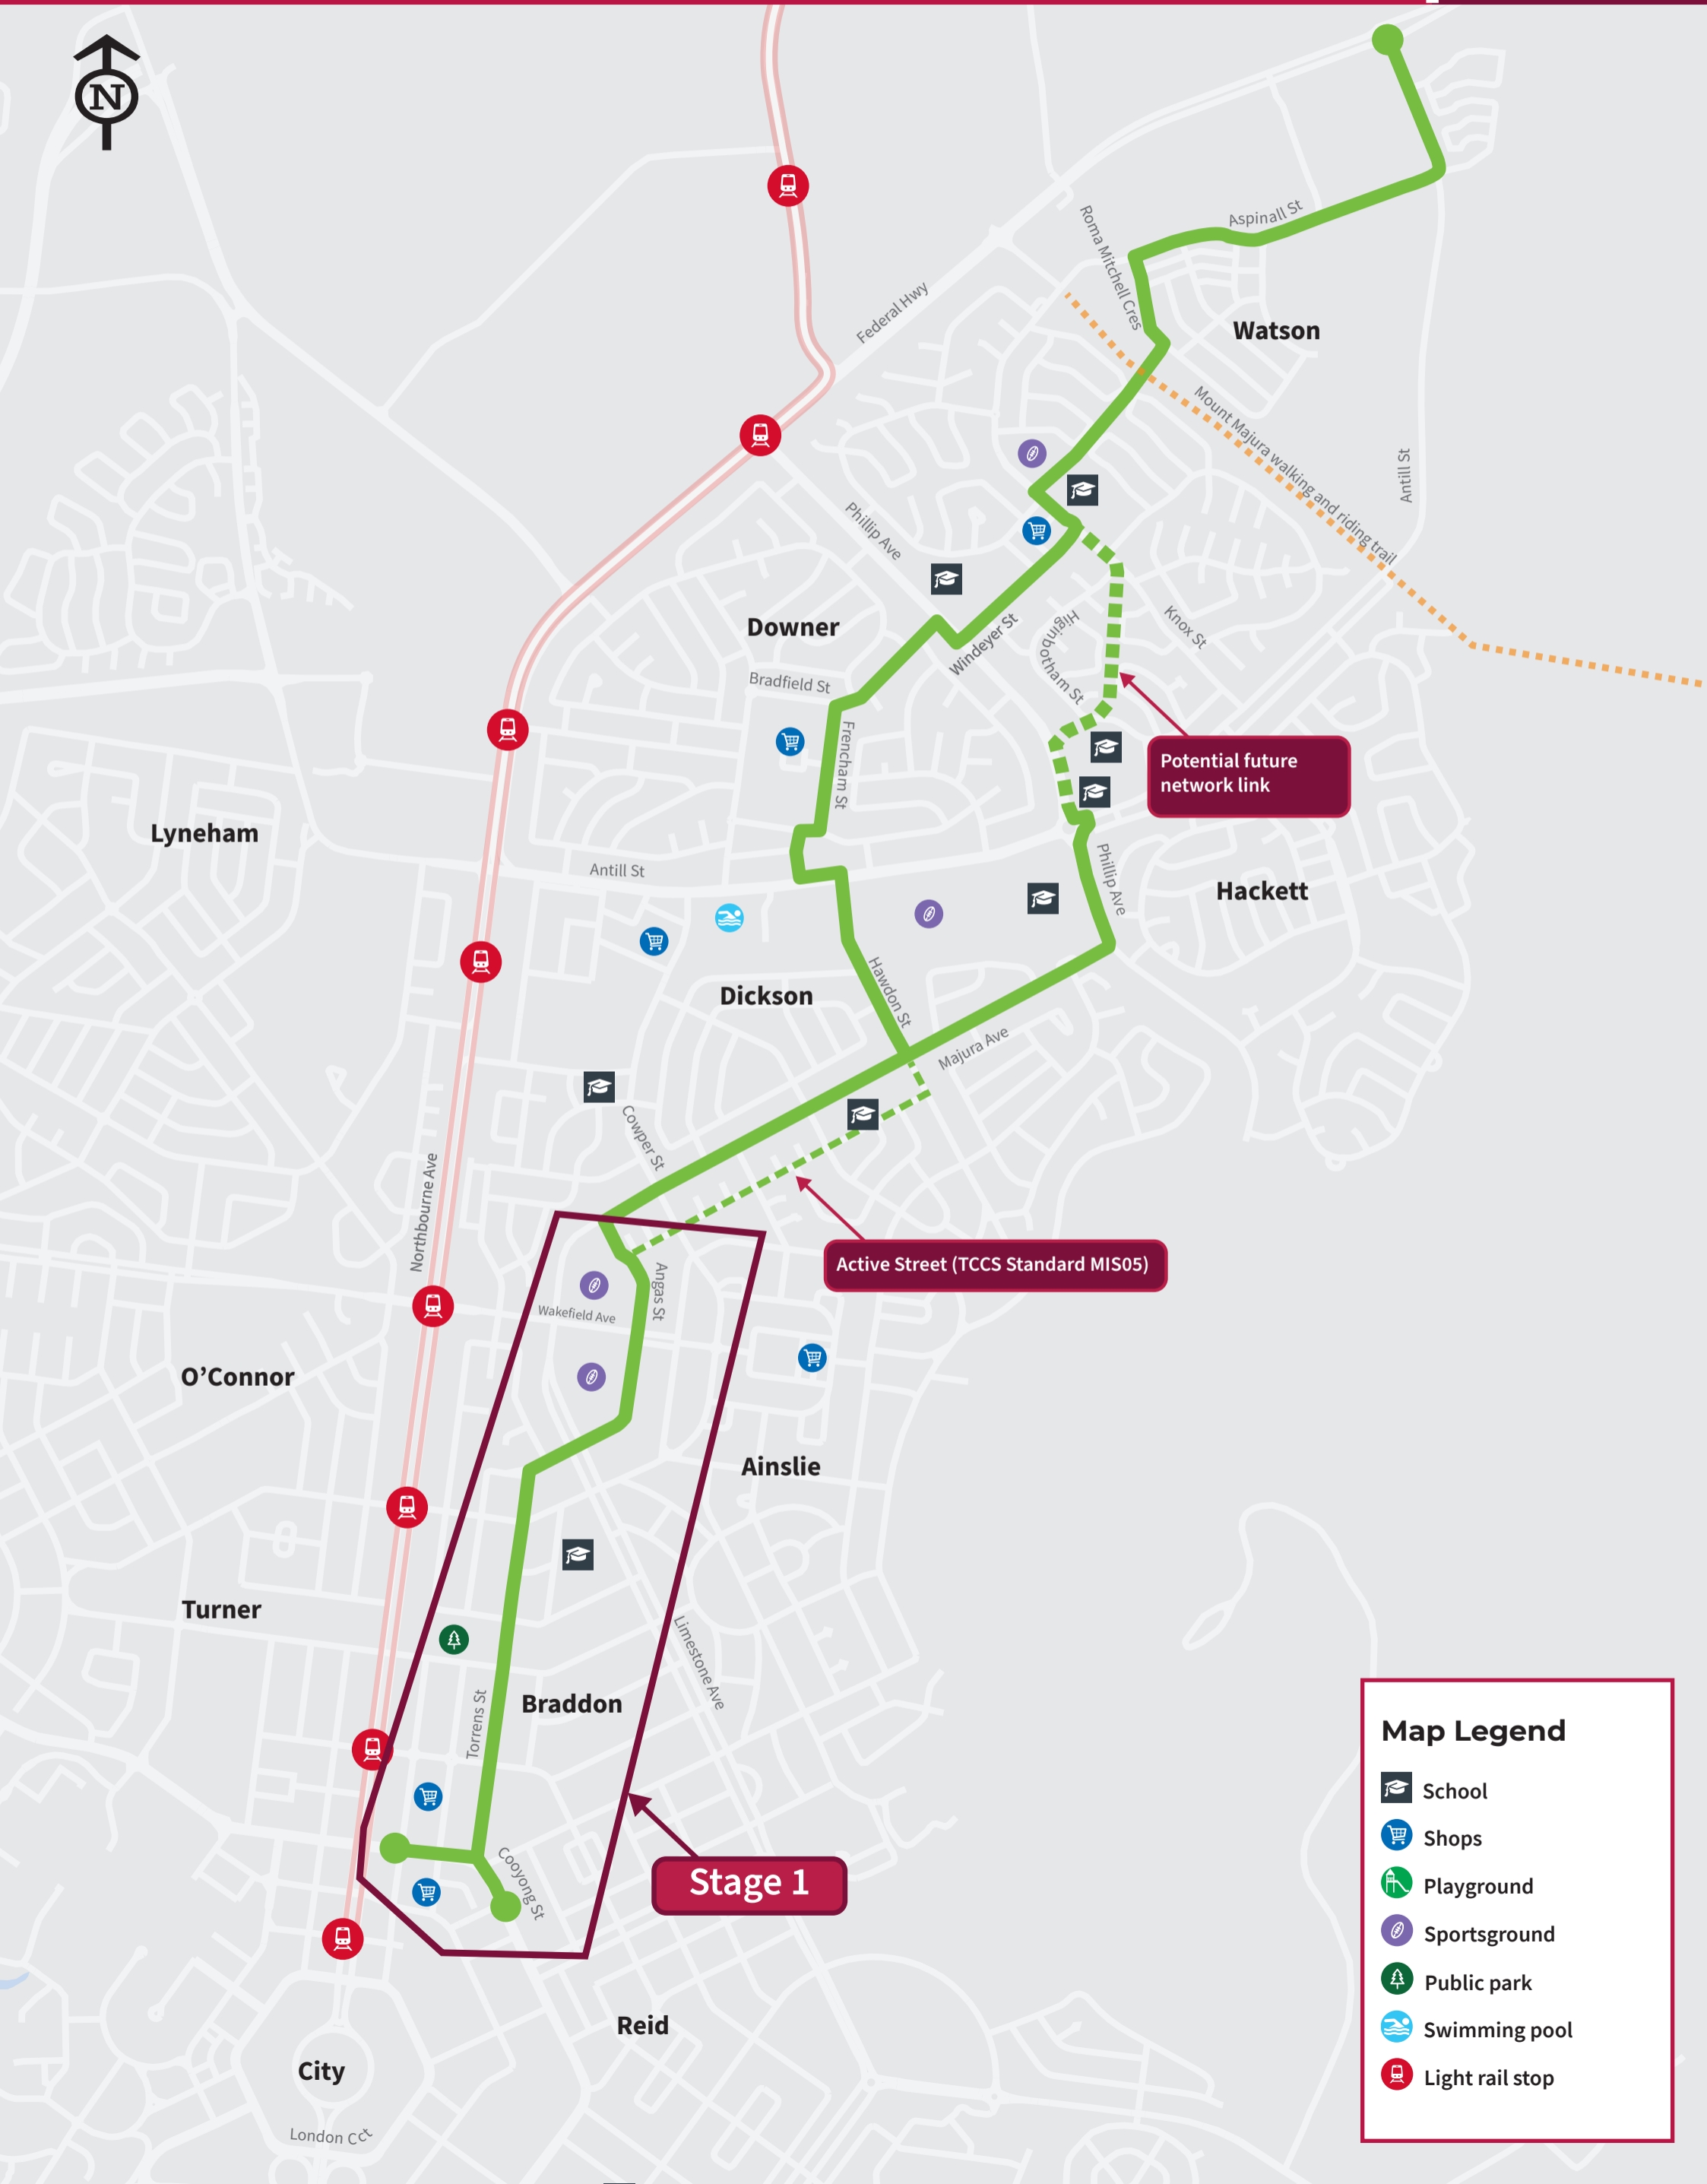 N
Aspinall St
Roma Mitchell Cres
Federal Hwy
Watson
Mount Majura walking and riding trail
Antill St
Phillip Ave
Knox St
Higinbotham St
Windeyer St
Downer
Bradfield St
Frencham St
Potential future
network link
Lyneham
Antill St
Phillip Ave
Hackett
Hawdon St
Dickson
Majura Ave
Cowper St
Northbourne Ave
Active Street (TCCS Standard MIS05)
Angas St
Wakefield Ave
O'Connor
Ainslie
Turner
Limestone Ave
Torrens St
Braddon
Cooyong St
Stage 1
Reid
City
London Cct
Map Legend
School
Shops
Playground
Sportsground
Public park
Swimming pool
Light rail stop